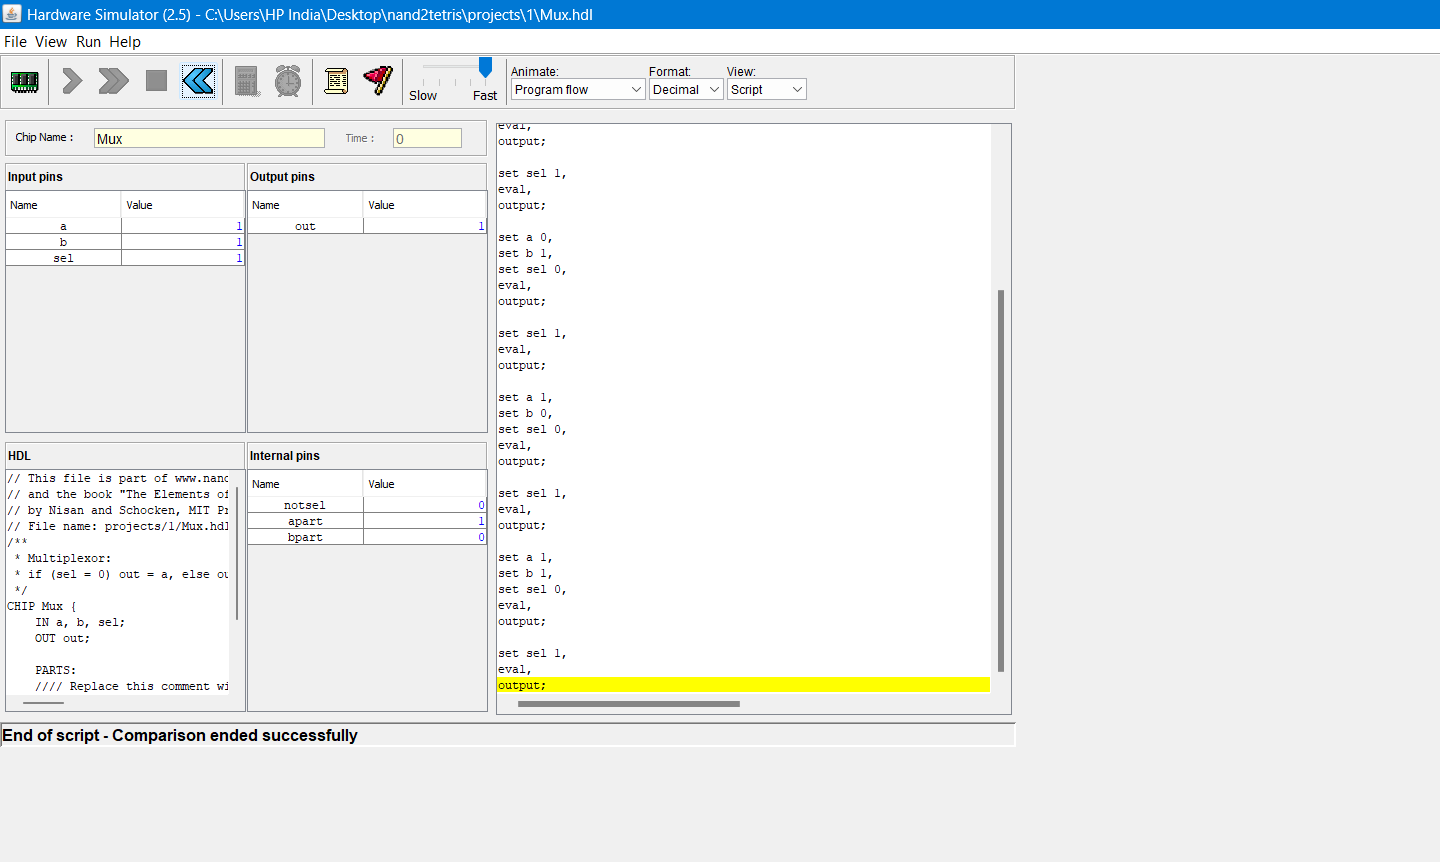 Hardware Simulator (2.5) - C:\Users\HP India\Desktop\nand2tetris\projects\1\Mux.hdl
File View Run Help
Slow Fast
Animate: Format: View:
Program flow Decimal Script
Chip Name : Mux Time : 0
Input pins
Name Value
a 1
b 1
sel 1
Output pins
Name Value
out 1
HDL
// This file is part of www.nand
// and the book "The Elements of
// by Nisan and Schocken, MIT Pr
// File name: projects/1/Mux.hdl
/**
* Multiplexor:
* if (sel = 0) out = a, else ou
*/
CHIP Mux {
IN a, b, sel;
OUT out;
PARTS:
//// Replace this comment wi
Internal pins
Name Value
notsel 0
apart 1
bpart 0
eval,
output;
set sel 1,
eval,
output;
set a 0,
set b 1,
set sel 0,
eval,
output;
set sel 1,
eval,
output;
set a 1,
set b 0,
set sel 0,
eval,
output;
set sel 1,
eval,
output;
set a 1,
set b 1,
set sel 0,
eval,
output;
set sel 1,
eval,
output;
End of script - Comparison ended successfully